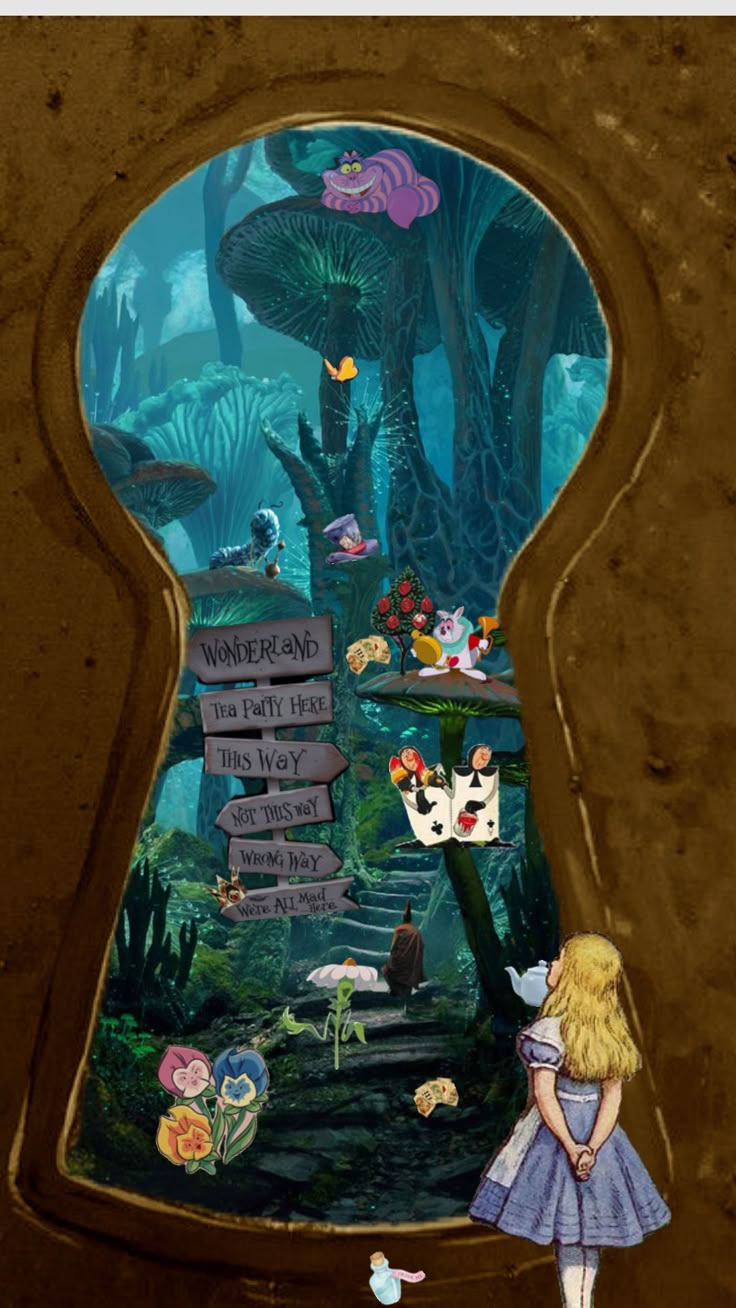 WONDERLAND
TEA PARTY HERE
THIS WAY
NOT THIS WAY
WRONG WAY
WE'RE ALL MAD
HERE